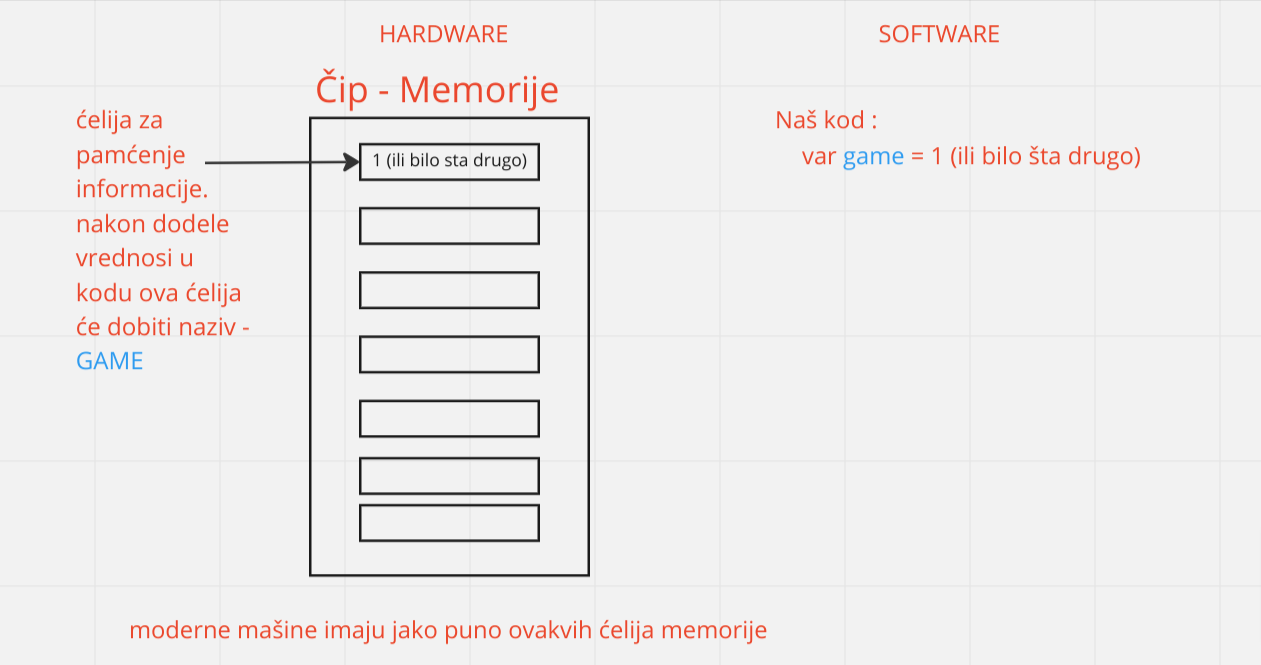 HARDWARE
SOFTWARE
Čip - Memorije
ćelija za
pamćenje
informacije.
nakon dodele
vrednosi u
kodu ova ćelija
će dobiti naziv -
GAME
1 (ili bilo sta drugo)
Naš kod :
var game = 1 (ili bilo šta drugo)
moderne mašine imaju jako puno ovakvih ćelija memorije